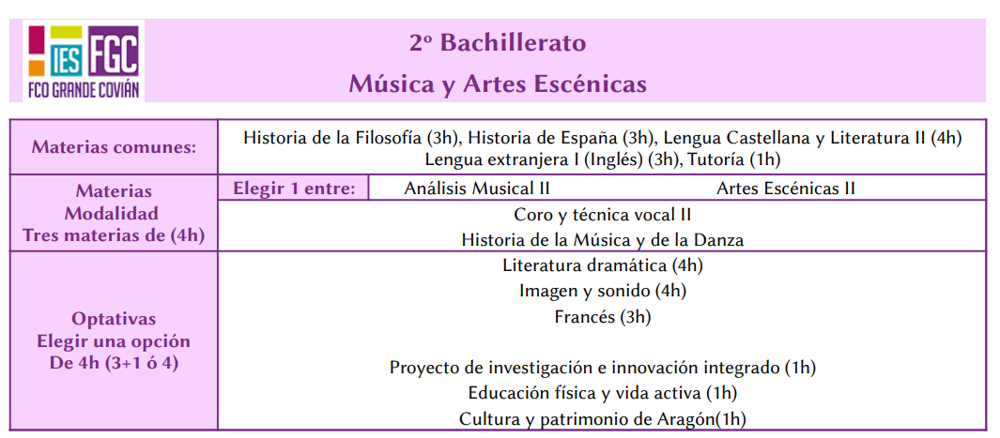 IES FGC
FCO GRANDE COVIÁN
2º Bachillerato
Música y Artes Escénicas
Materias comunes:
Historia de la Filosofía (3h), Historia de España (3h), Lengua Castellana y Literatura II (4h)
Lengua extranjera I (Inglés) (3h), Tutoría (1h)
Materias
Modalidad
Tres materias de (4h)
Elegir 1 entre:
Análisis Musical II
Artes Escénicas II
Coro y técnica vocal II
Historia de la Música y de la Danza
Optativas
Elegir una opción
De 4h (3+1 ó 4)
Literatura dramática (4h)
Imagen y sonido (4h)
Francés (3h)
Proyecto de investigación e innovación integrado (1h)
Educación física y vida activa (1h)
Cultura y patrimonio de Aragón(1h)